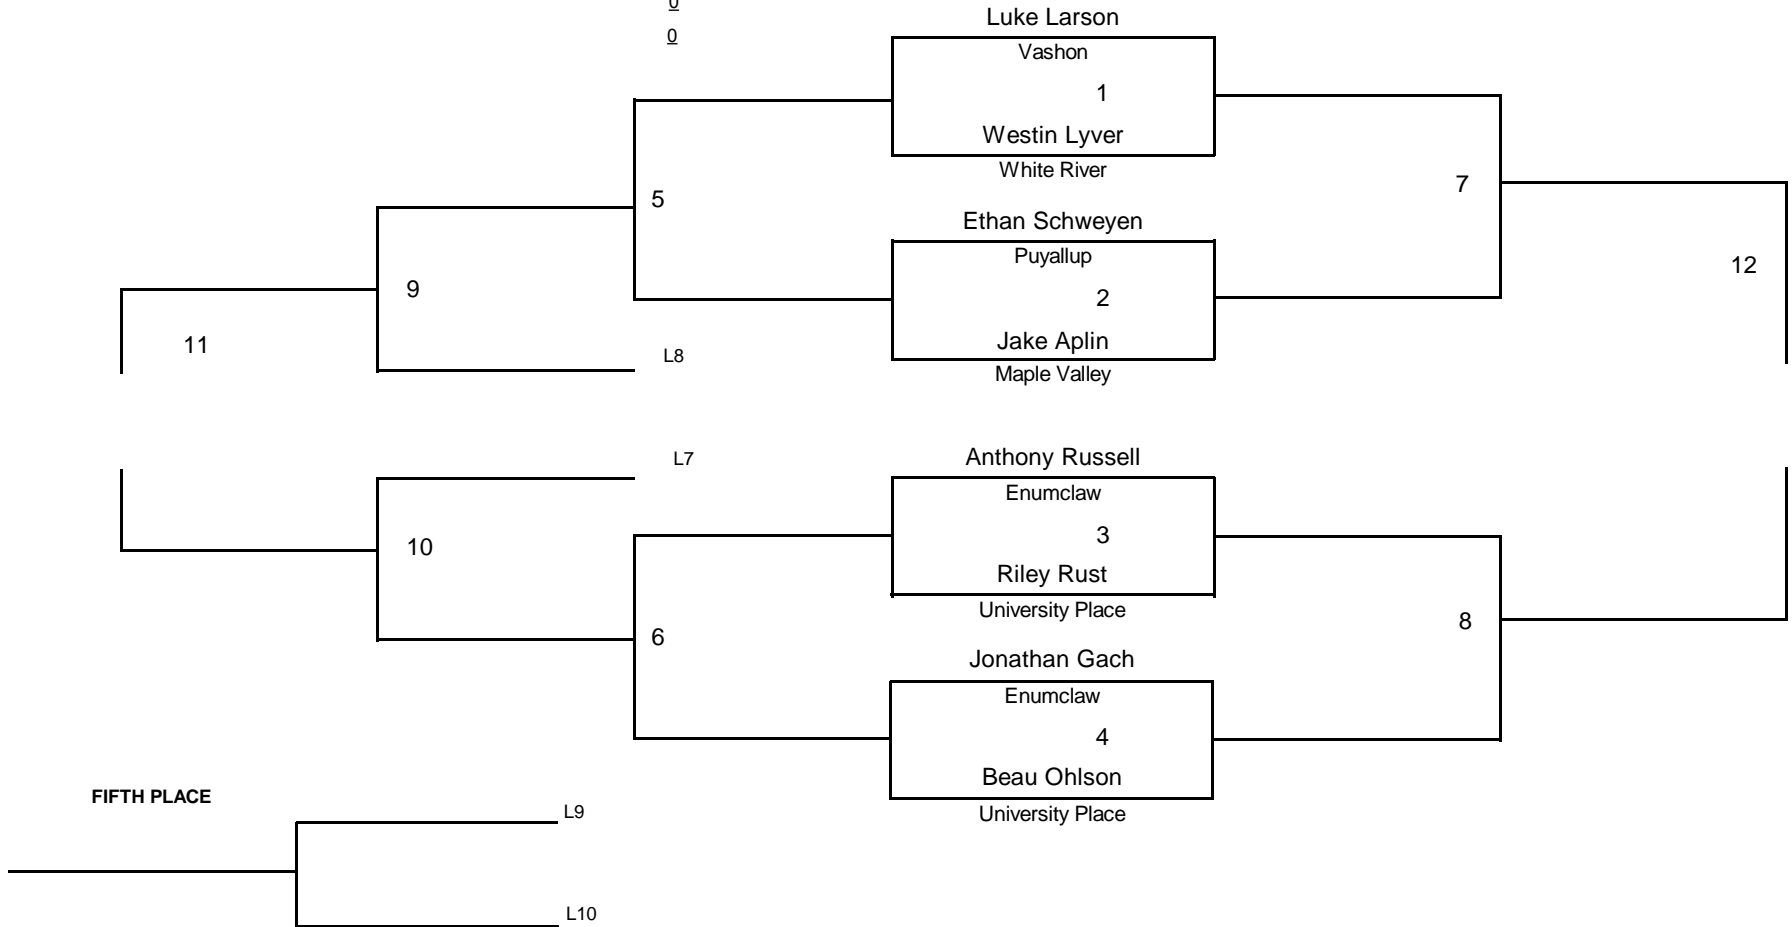 0
0
Luke Larson
Vashon
1
Westin Lyver
White River
5
7
Ethan Schweyen
Puyallup
12
9
2
11
Jake Aplin
L8
Maple Valley
L7
Anthony Russell
Enumclaw
3
10
Riley Rust
University Place
6
8
Jonathan Gach
Enumclaw
4
Beau Ohlson
FIFTH PLACE
L9
University Place
L10